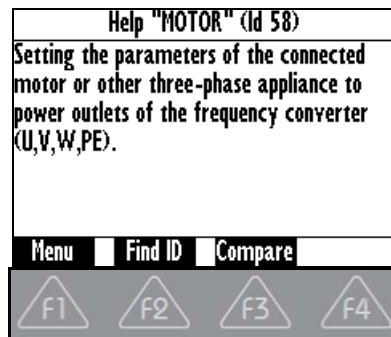 Help "MOTOR" (Id 58)
Setting the parameters of the connected
motor or other three-phase appliance to
power outlets of the frequency converter
(U,V,W,PE).
Menu Find ID Compare
F1 F2 F3 F4